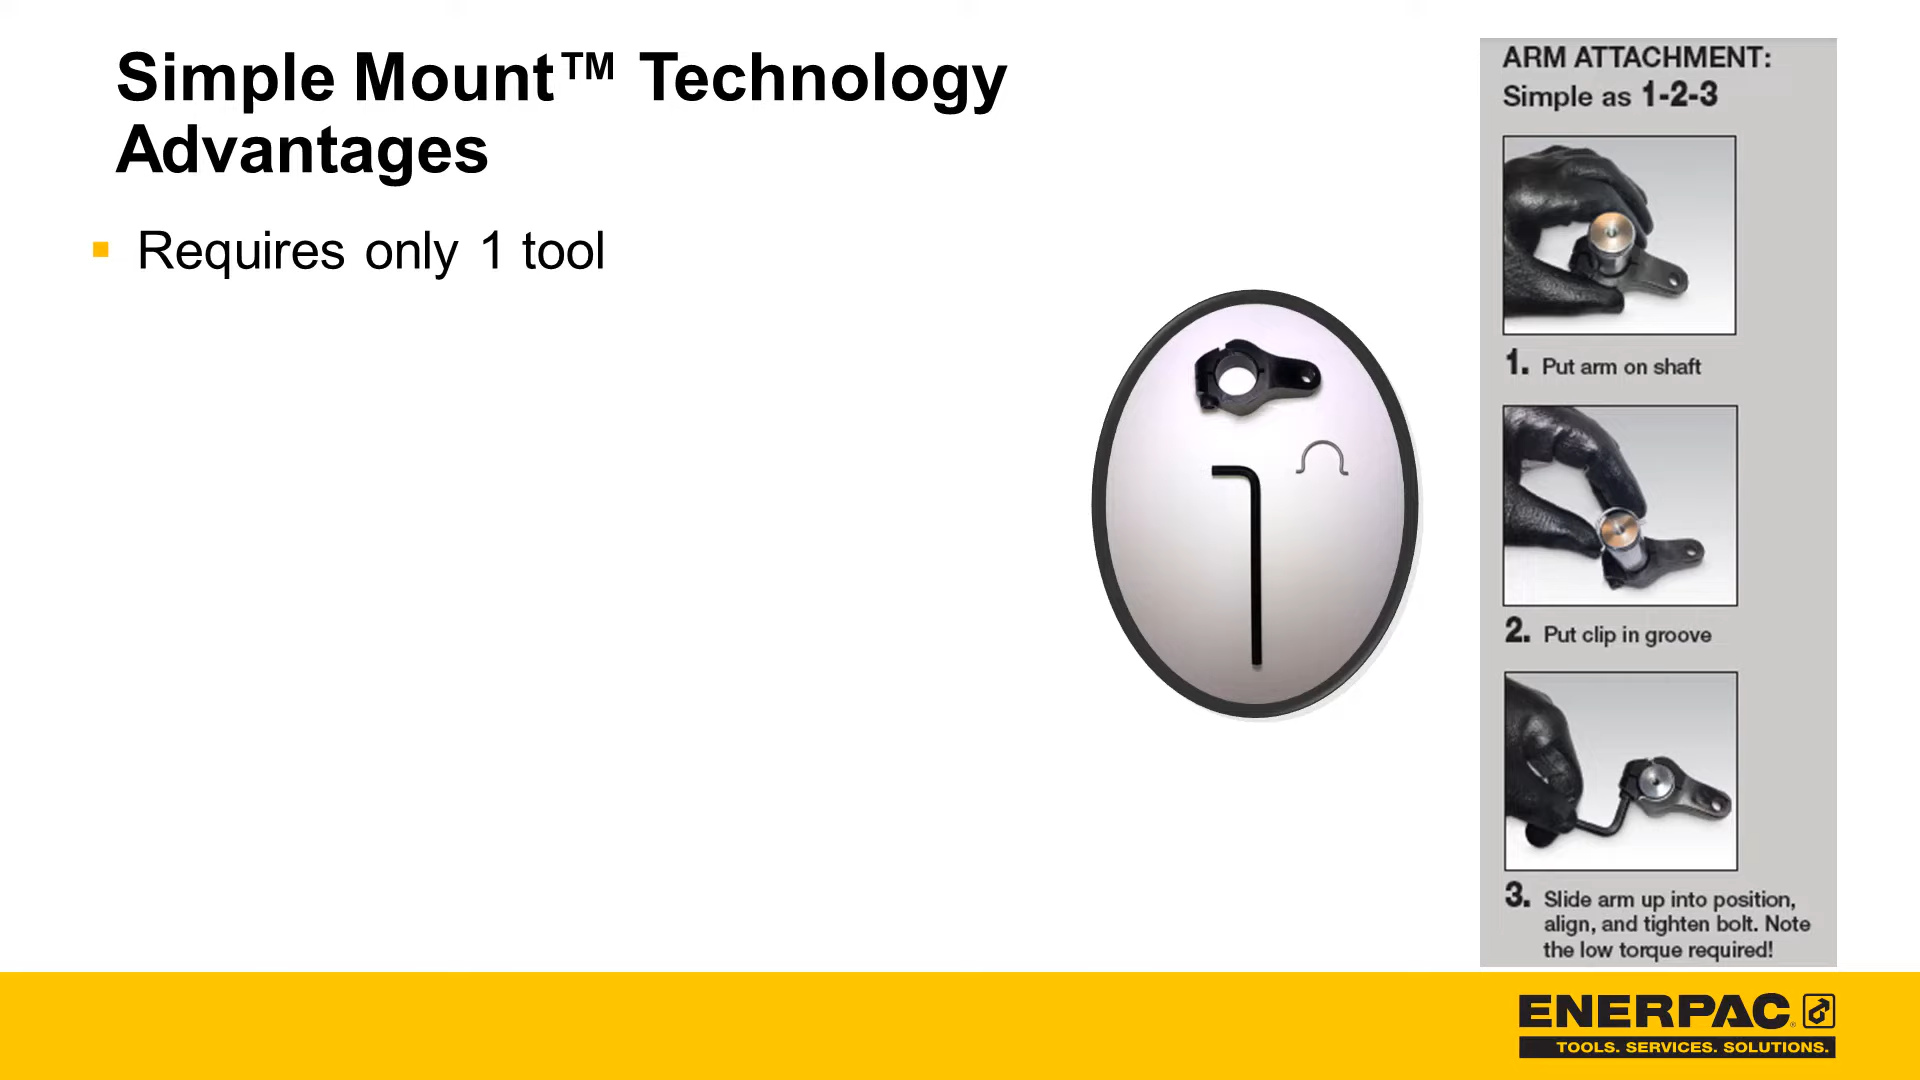 Simple Mount™ Technology
Advantages
▪ Requires only 1 tool
ARM ATTACHMENT:
Simple as 1-2-3
1. Put arm on shaft
2. Put clip in groove
3. Slide arm up into position,
align, and tighten bolt. Note
the low torque required!
ENERPAC®
TOOLS. SERVICES. SOLUTIONS.